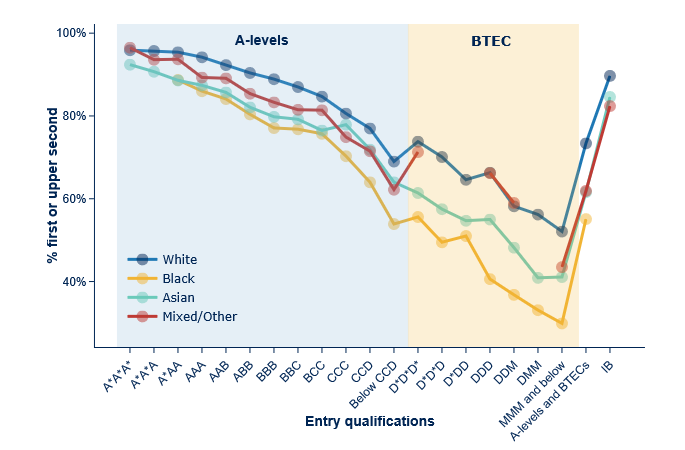 A-levels
BTEC
100%
80%
60%
40%
% first or upper second
White
Black
Asian
Mixed/Other
A*A*A*
A*A*A
A*AA
AAA
AAB
ABB
BBB
BBC
BCC
CCC
CCD
Below CCD
D*D*D*
D*D*D
D*DD
DDD
DDM
DMM
MMM and below
A-levels and BTECs
IB
Entry qualifications